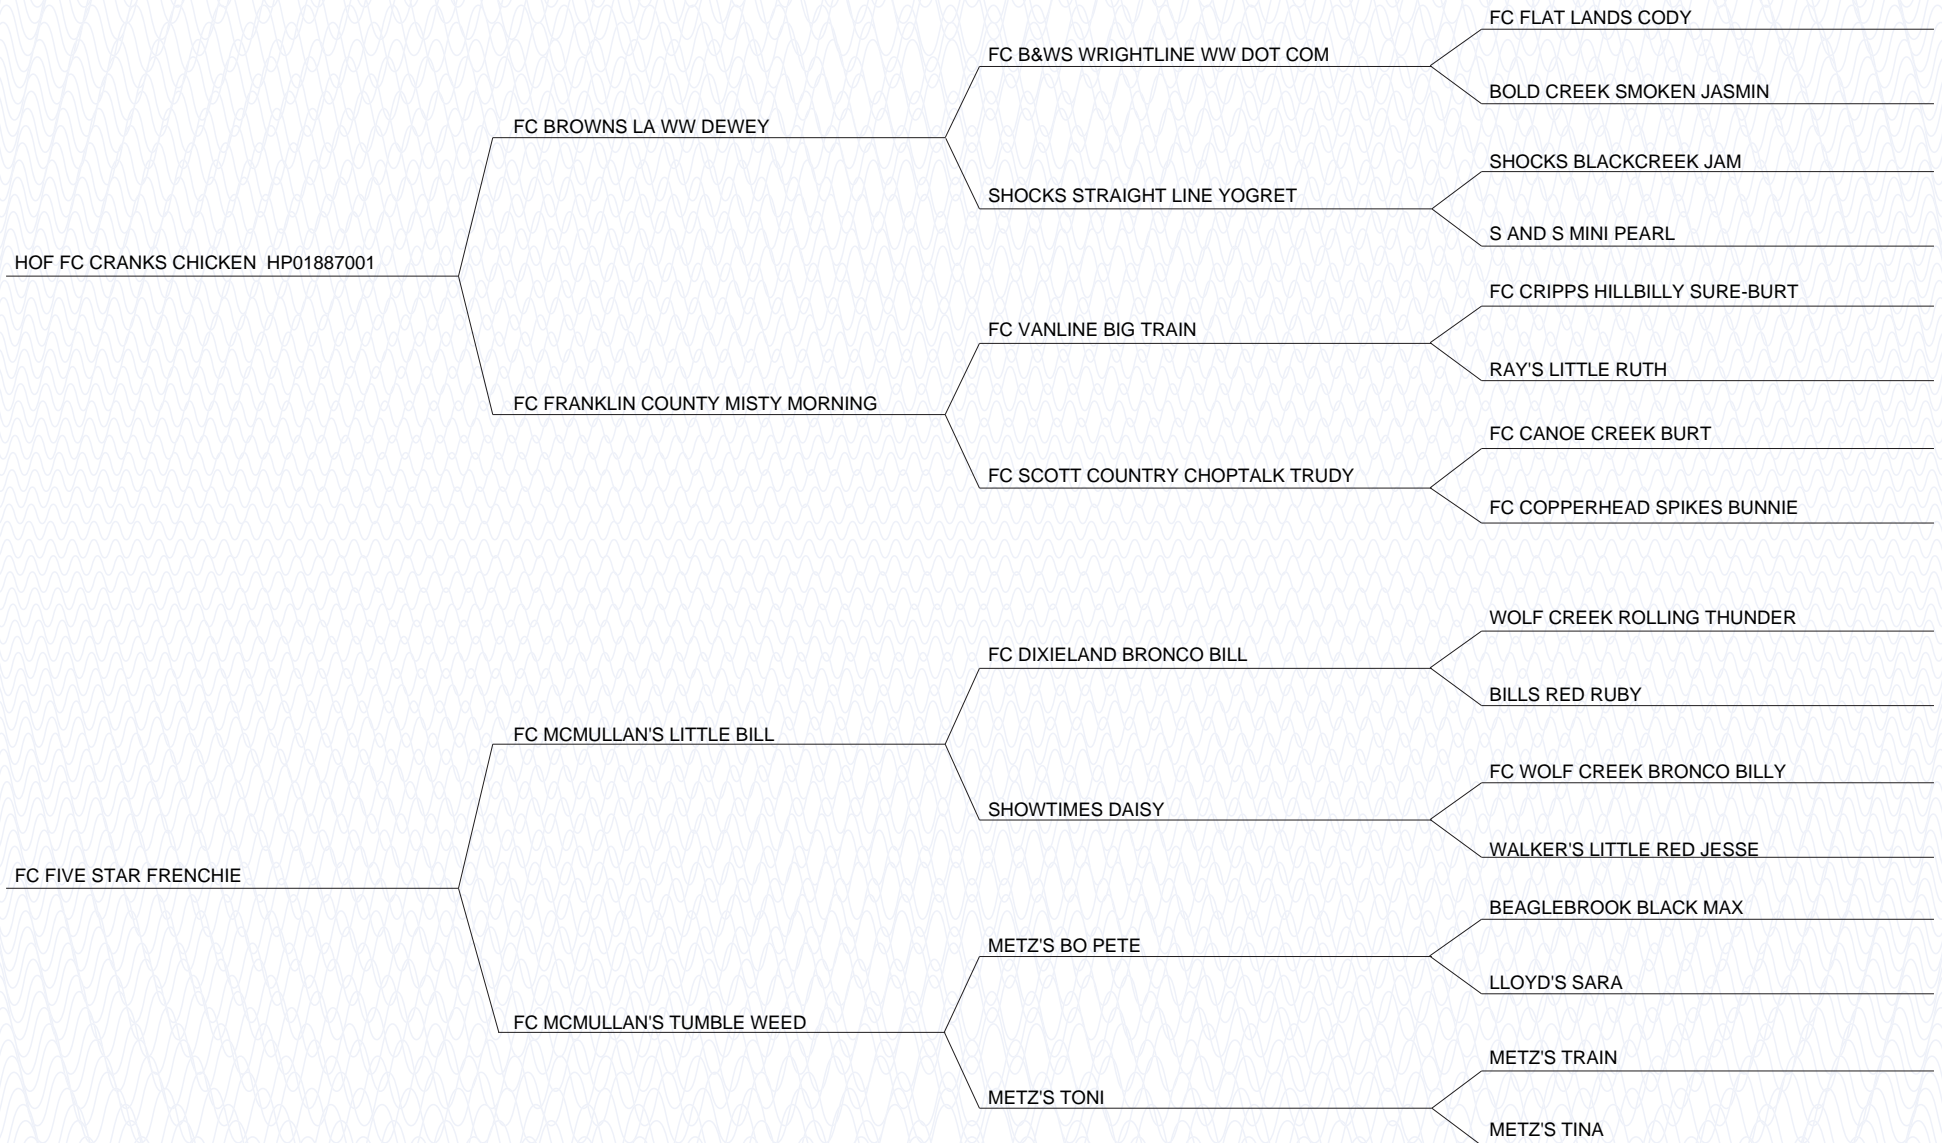 FC FLAT LANDS CODY
FC B&WS WRIGHTLINE WW DOT COM
BOLD CREEK SMOKEN JASMIN
FC BROWNS LA WW DEWEY
SHOCKS BLACKCREEK JAM
SHOCKS STRAIGHT LINE YOGRET
S AND S MINI PEARL
HOF FC CRANKS CHICKEN HP01887001
FC CRIPPS HILLBILLY SURE-BURT
FC VANLINE BIG TRAIN
RAY'S LITTLE RUTH
FC FRANKLIN COUNTY MISTY MORNING
FC CANOE CREEK BURT
FC SCOTT COUNTRY CHOPTALK TRUDY
FC COPPERHEAD SPIKES BUNNIE
WOLF CREEK ROLLING THUNDER
FC DIXIELAND BRONCO BILL
BILLS RED RUBY
FC MCMULLAN'S LITTLE BILL
FC WOLF CREEK BRONCO BILLY
SHOWTIMES DAISY
WALKER'S LITTLE RED JESSE
FC FIVE STAR FRENCHIE
BEAGLEBROOK BLACK MAX
METZ'S BO PETE
LLOYD'S SARA
FC MCMULLAN'S TUMBLE WEED
METZ'S TRAIN
METZ'S TONI
METZ'S TINA